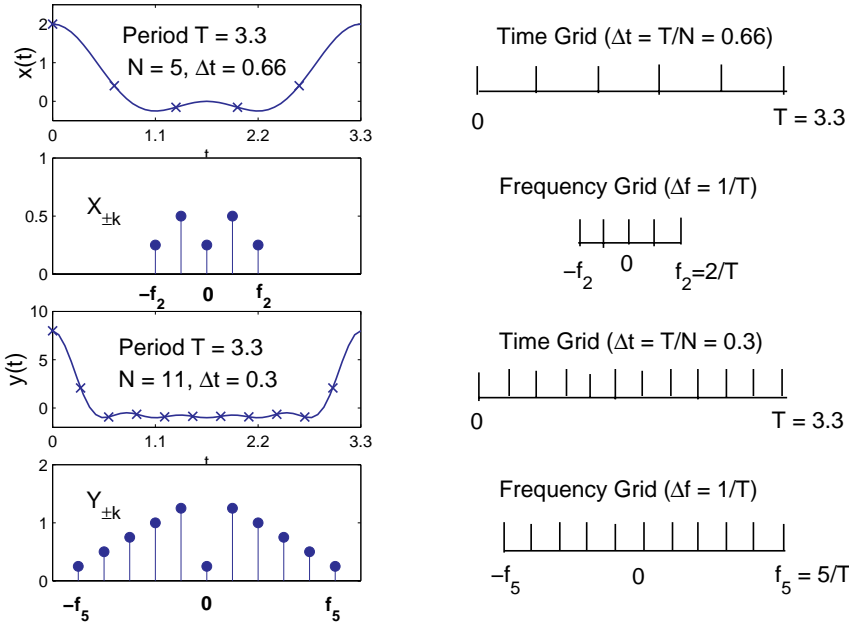 2
1
0
x(t)
Period T = 3.3
N = 5, Δt = 0.66
0
1.1
2.2
3.3
t
1
0.5
0
X±k
−f2
0
f2
10
5
0
y(t)
Period T = 3.3
N = 11, Δt = 0.3
0
1.1
2.2
3.3
t
2
1
0
Y±k
−f5
0
f5
Time Grid (Δt = T/N = 0.66)
0
T = 3.3
Frequency Grid (Δf = 1/T)
−f2
0
f2=2/T
Time Grid (Δt = T/N = 0.3)
0
T = 3.3
Frequency Grid (Δf = 1/T)
−f5
0
f5 = 5/T